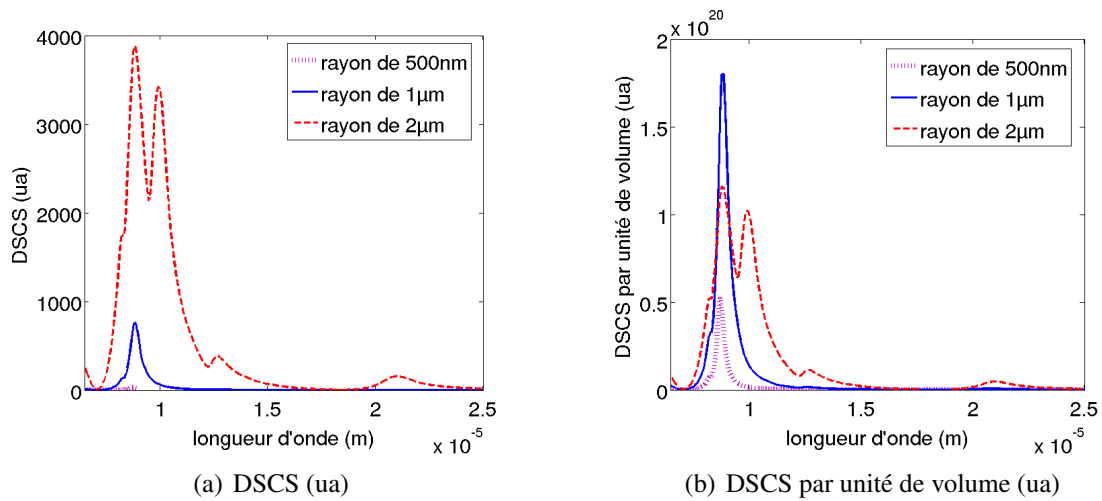 4000
3000
2000
1000
0
DSCS (ua)
rayon de 500nm
rayon de 1µm
rayon de 2µm
1
1.5
2
2.5
longueur d'onde (m)
x 10⁻⁵
(a) DSCS (ua)
x 10²⁰
2
1.5
1
0.5
0
DSCS par unité de volume (ua)
rayon de 500nm
rayon de 1µm
rayon de 2µm
1
1.5
2
2.5
longueur d'onde (m)
x 10⁻⁵
(b) DSCS par unité de volume (ua)